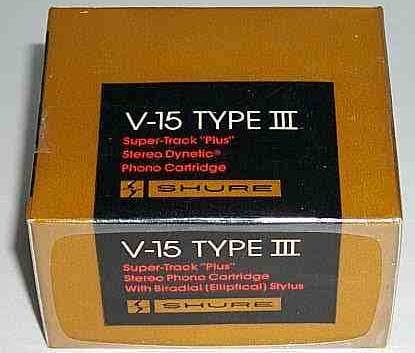 V-15 TYPE III
Super-Track "Plus"
Stereo Dynetic®
Phono Cartridge
SHURE
V-15 TYPE III
Super-Track "Plus"
Stereo Phono Cartridge
With Biradial (Elliptical) Stylus
SHURE